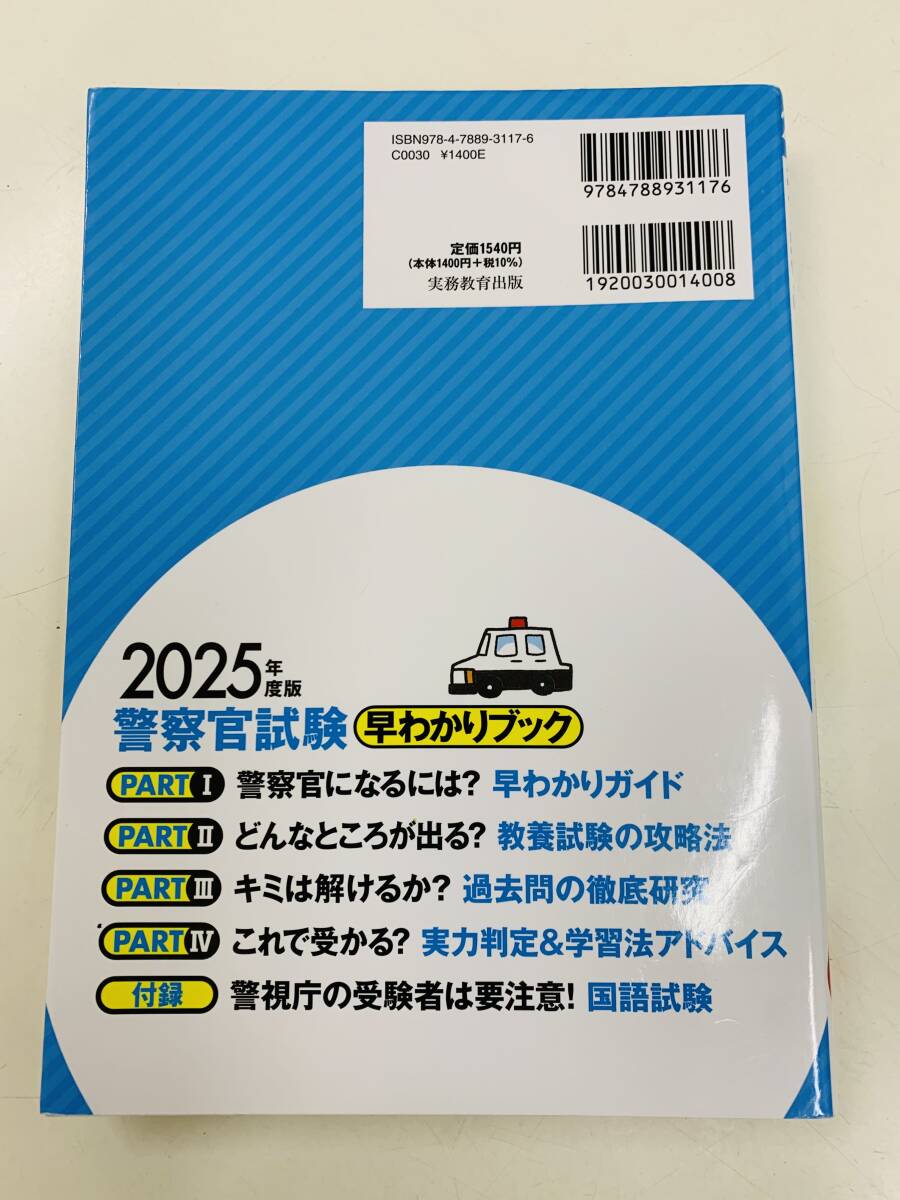 ISBN978-4-7889-3117-6
C0030 ¥1400E
9784788931176
定価1540円
(本体1400円+税10%)
実務教育出版
1920030014008
2025年度版
警察官試験 早わかりブック
PART I 警察官になるには? 早わかりガイド
PART II どんなところが出る? 教養試験の攻略法
PART III キミは解けるか? 過去問の徹底研究
PART IV これで受かる? 実力判定&学習法アドバイス
付録 警視庁の受験者は要注意! 国語試験